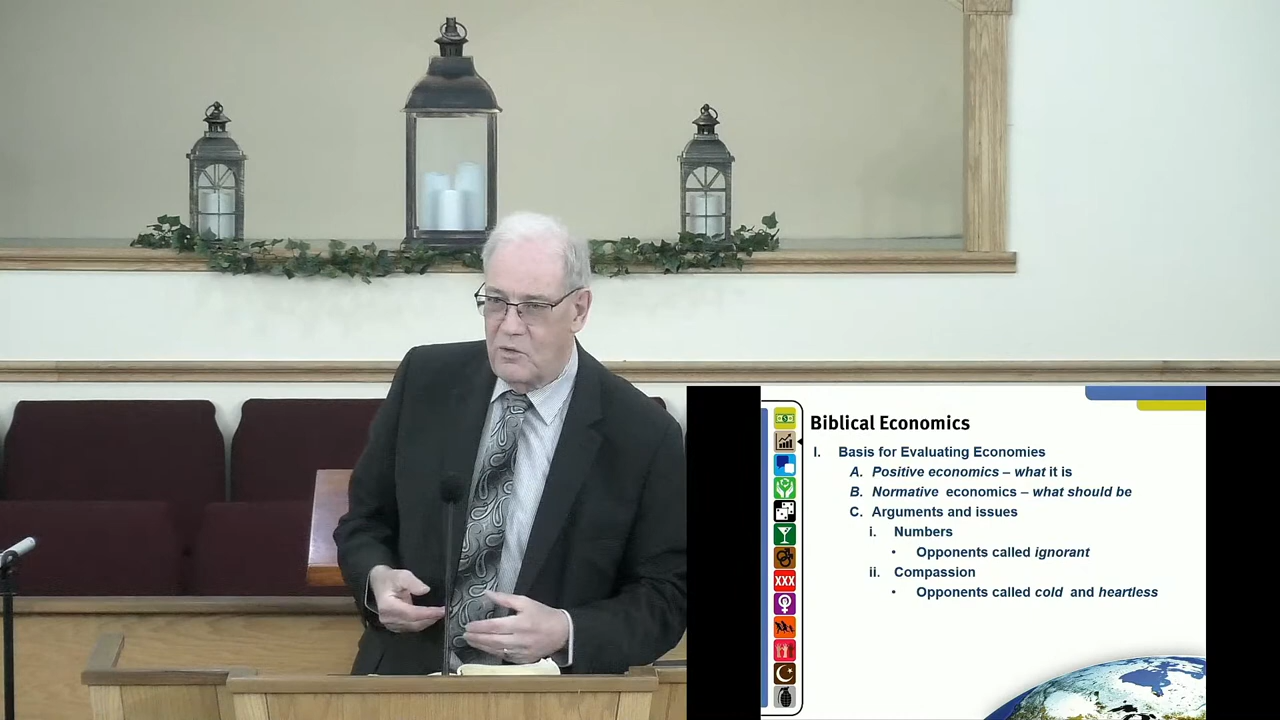 Biblical Economics
I. Basis for Evaluating Economies
A. Positive economics – what it is
B. Normative economics – what should be
C. Arguments and issues
i. Numbers
• Opponents called ignorant
ii. Compassion
• Opponents called cold and heartless
XXX